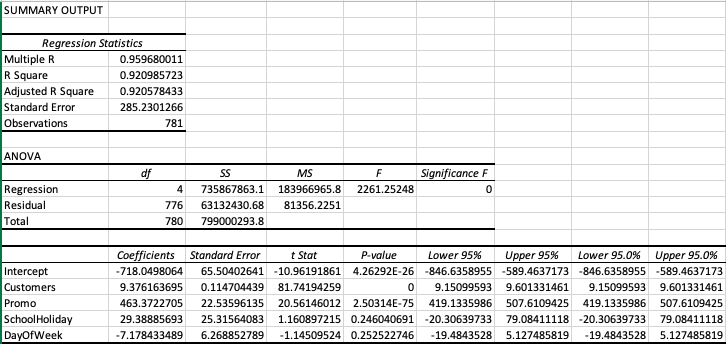 SUMMARY OUTPUT
Regression Statistics
Multiple R 0.959680011
R Square 0.920985723
Adjusted R Square 0.920578433
Standard Error 285.2301266
Observations 781
ANOVA
df SS MS F Significance F
Regression 4 735867863.1 183966965.8 2261.25248 0
Residual 776 63132430.68 81356.2251
Total 780 799000293.8
Coefficients Standard Error t Stat P-value Lower 95% Upper 95% Lower 95.0% Upper 95.0%
Intercept -718.0498064 65.50402641 -10.96191861 4.26292E-26 -846.6358955 -589.4637173 -846.6358955 -589.4637173
Customers 9.376163695 0.114704439 81.74194259 0 9.15099593 9.601331461 9.15099593 9.601331461
Promo 463.3722705 22.53596135 20.56146012 2.50314E-75 419.1335986 507.6109425 419.1335986 507.6109425
SchoolHoliday 29.38885693 25.31564083 1.160897215 0.246040691 -20.30639733 79.08411118 -20.30639733 79.08411118
DayOfWeek -7.178433489 6.268852789 -1.14509524 0.252522746 -19.4843528 5.127485819 -19.4843528 5.127485819